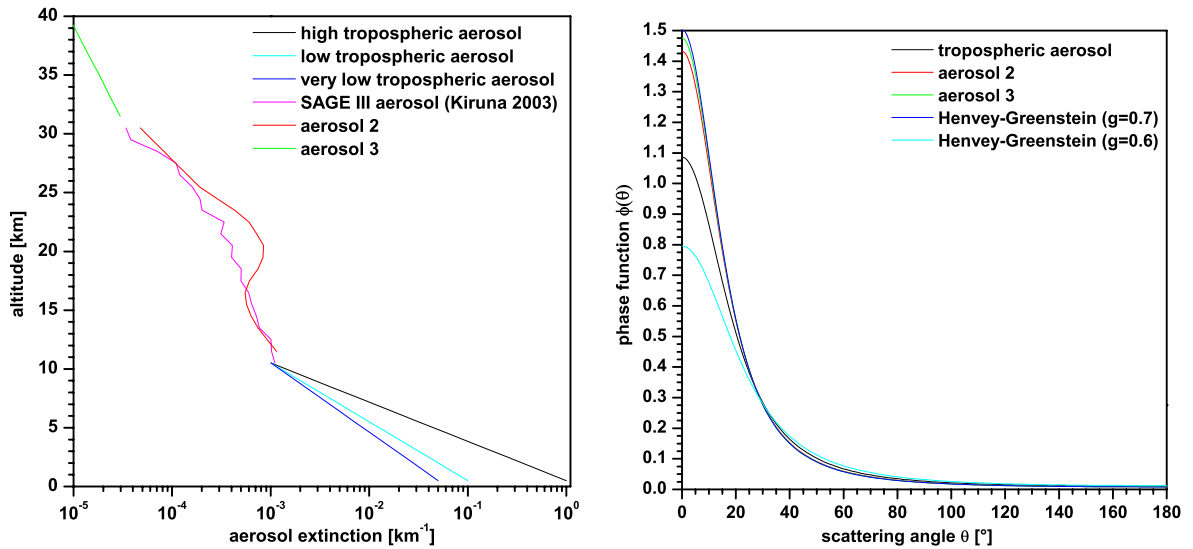 40
35
30
25
20
15
10
5
0
altitude [km]
high tropospheric aerosol
low tropospheric aerosol
very low tropospheric aerosol
SAGE III aerosol (Kiruna 2003)
aerosol 2
aerosol 3
10⁻⁵ 10⁻⁴ 10⁻³ 10⁻² 10⁻¹ 10⁰
aerosol extinction [km⁻¹]
1.5
1.4
1.3
1.2
1.1
1.0
0.9
0.8
0.7
0.6
0.5
0.4
0.3
0.2
0.1
0.0
phase function ϕ(θ)
tropospheric aerosol
aerosol 2
aerosol 3
Henvey-Greenstein (g=0.7)
Henvey-Greenstein (g=0.6)
0 20 40 60 80 100 120 140 160 180
scattering angle θ [°]